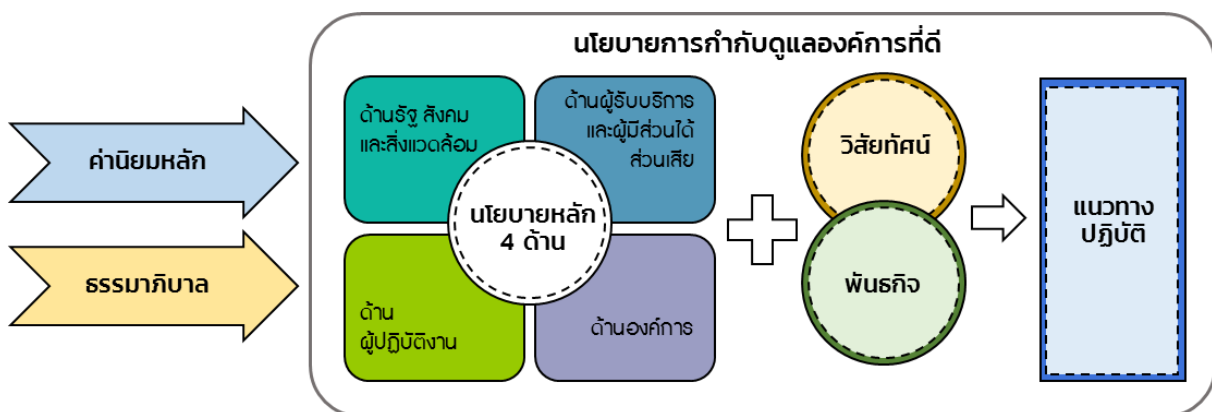 นโยบายการกำกับดูแลองค์การที่ดี
ค่านิยมหลัก
ธรรมาภิบาล
ด้านรัฐ สังคม
และสิ่งแวดล้อม
ด้านผู้รับบริการ
และผู้มีส่วนได้
ส่วนเสีย
นโยบายหลัก
4 ด้าน
ด้าน
ผู้ปฏิบัติงาน
ด้านองค์การ
วิสัยทัศน์
พันธกิจ
แนวทาง
ปฏิบัติ